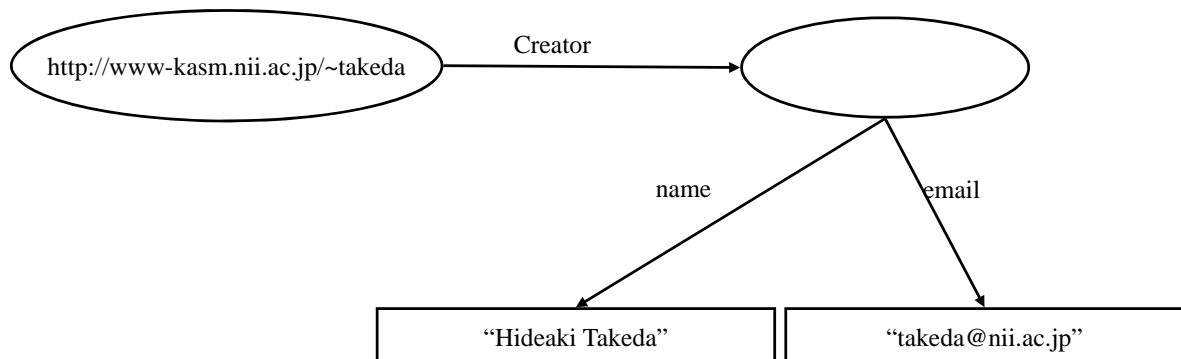 Creator
http://www-kasm.nii.ac.jp/~takeda
name
email
“Hideaki Takeda”
“takeda@nii.ac.jp”